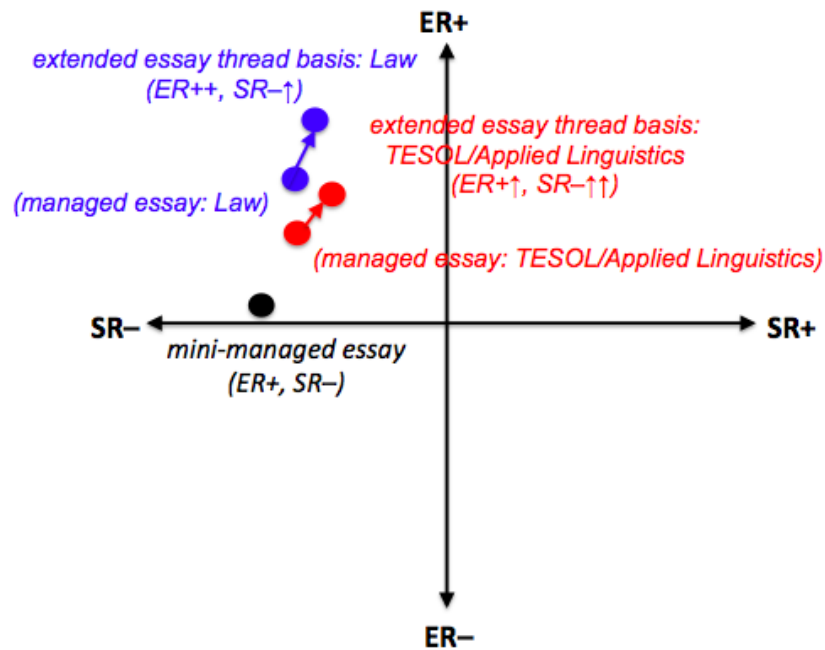 ER+
extended essay thread basis: Law
(ER++, SR–↑)
extended essay thread basis:
TESOL/Applied Linguistics
(ER+↑, SR–↑↑)
(managed essay: Law)
(managed essay: TESOL/Applied Linguistics)
SR–
SR+
mini-managed essay
(ER+, SR–)
ER–